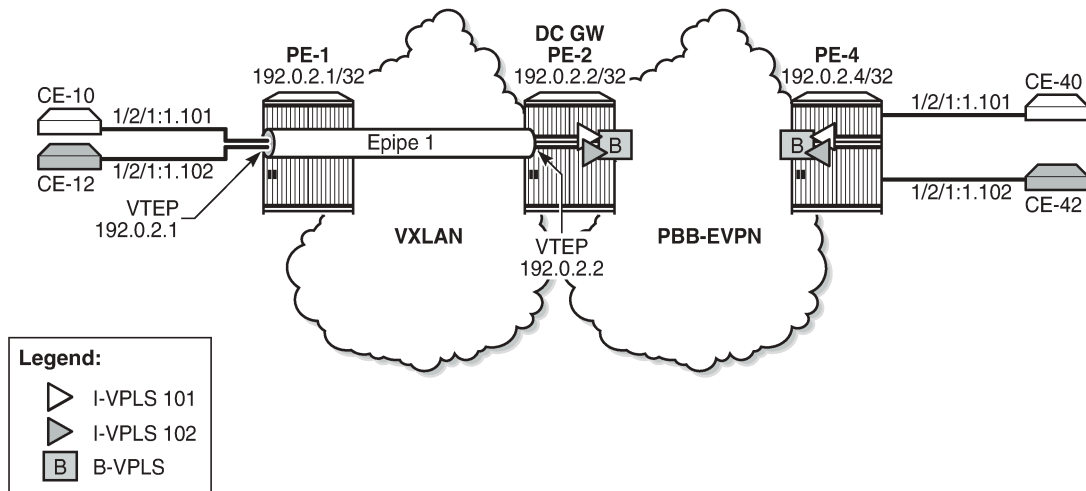 DC GW
PE-1
PE-2
PE-4
192.0.2.1/32
192.0.2.2/32
192.0.2.4/32
CE-10
CE-40
1/2/1:1.101
1/2/1:1.101
Epipe 1
B
B
CE-12
1/2/1:1.102
1/2/1:1.102
CE-42
VTEP
192.0.2.1
VXLAN
VTEP
192.0.2.2
PBB-EVPN
Legend:
I-VPLS 101
I-VPLS 102
B
B-VPLS